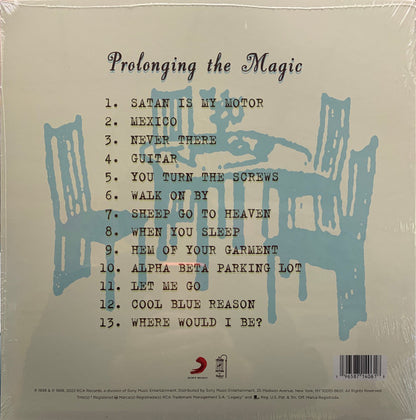 Prolonging the Magic
1. SATAN IS MY MOTOR
2. MEXICO
3. NEVER THERE
4. GUITAR
5. YOU TURN THE SCREWS
6. WALK ON BY
7. SHEEP GO TO HEAVEN
8. WHEN YOU SLEEP
9. HEM OF YOUR GARMENT
10. ALPHA BETA PARKING LOT
11. LET ME GO
12. COOL BLUE REASON
13. WHERE WOULD I BE?
SONY MUSIC